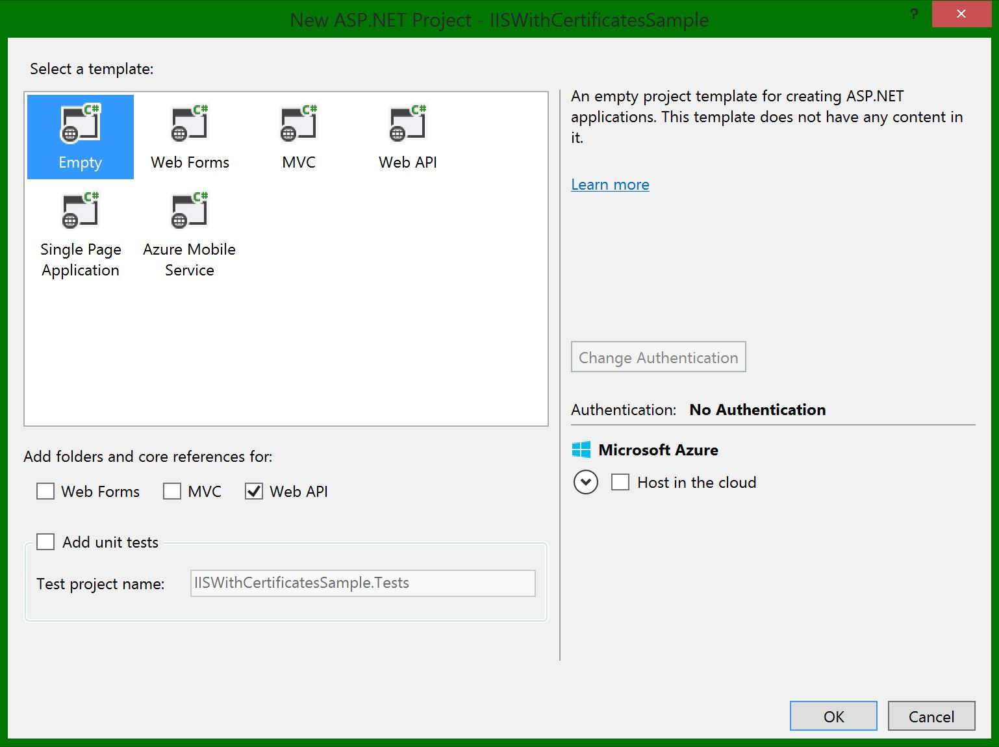 New ASP.NET Project - IISWithCertificatesSample
?
Select a template:
C# C# C# C#
Empty Web Forms MVC Web API
C# C#
Single Page Azure Mobile
Application Service
An empty project template for creating ASP.NET
applications. This template does not have any content in
it.
Learn more
Change Authentication
Authentication: No Authentication
Microsoft Azure
Host in the cloud
Add folders and core references for:
Web Forms MVC Web API
Add unit tests
Test project name: IISWithCertificatesSample.Tests
OK Cancel